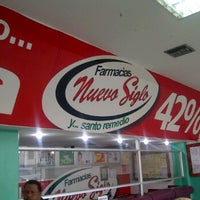 o...
Farmacias
Nuevo Siglo
y... santo remedio
42%
Farmacias
Nuevo Siglo